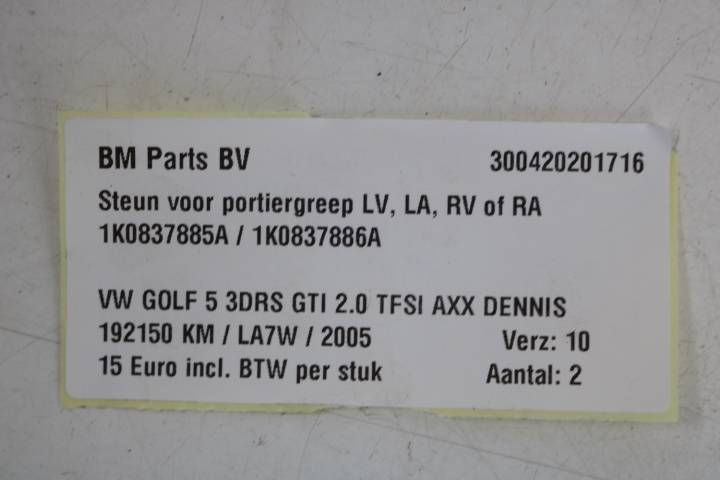 BM Parts BV 300420201716
Steun voor portiergreep LV, LA, RV of RA
1K0837885A / 1K0837886A
VW GOLF 5 3DRS GTI 2.0 TFSI AXX DENNIS
192150 KM / LA7W / 2005 Verz: 10
15 Euro incl. BTW per stuk Aantal: 2